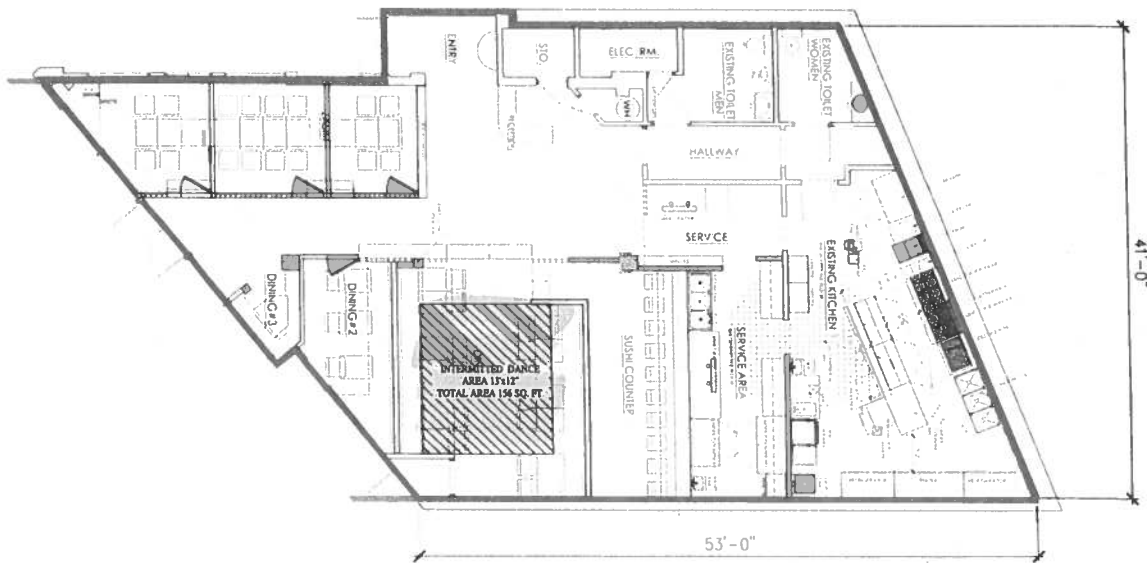 ENTRY
STO.
ELEC RM.
EXISTING TOILET
MEN
EXISTING TOILET
WOMEN
WH
HALLWAY
SERVICE
EXISTING KITCHEN
41'-0"
DINING#3
DINING#2
INTERMITTED DANCE
AREA 13'x12"
TOTAL AREA 156 SQ. FT
SUSHI COUNTER
SERVICE AREA
53'-0"